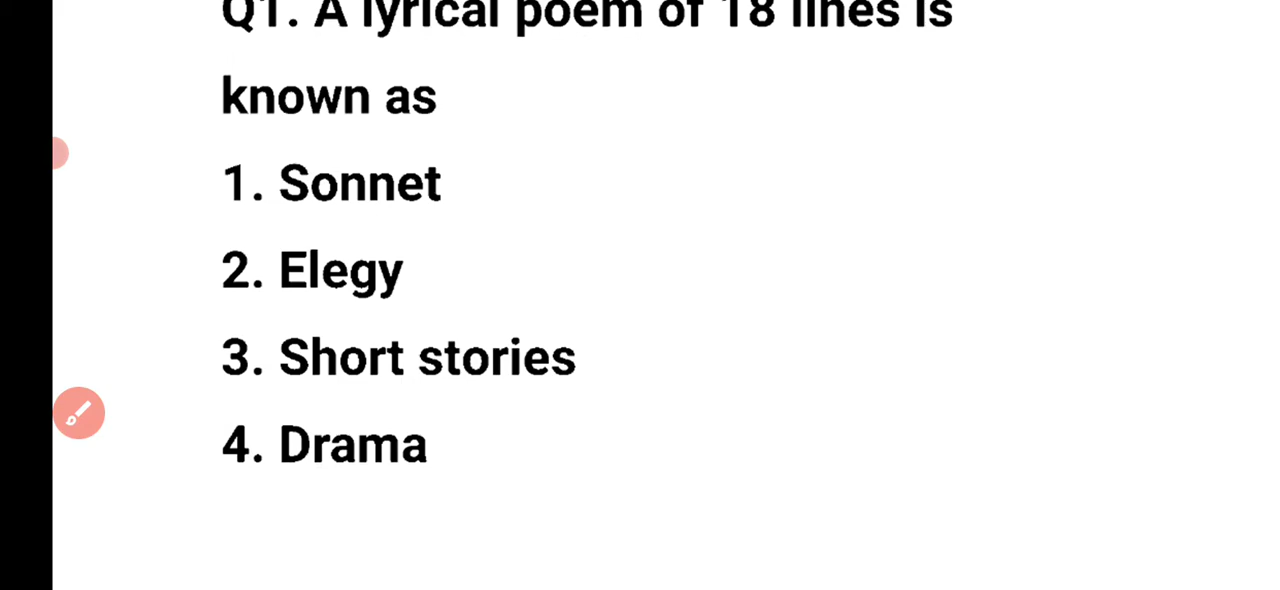 Q1. A lyrical poem of 18 lines is
known as
1. Sonnet
2. Elegy
3. Short stories
4. Drama